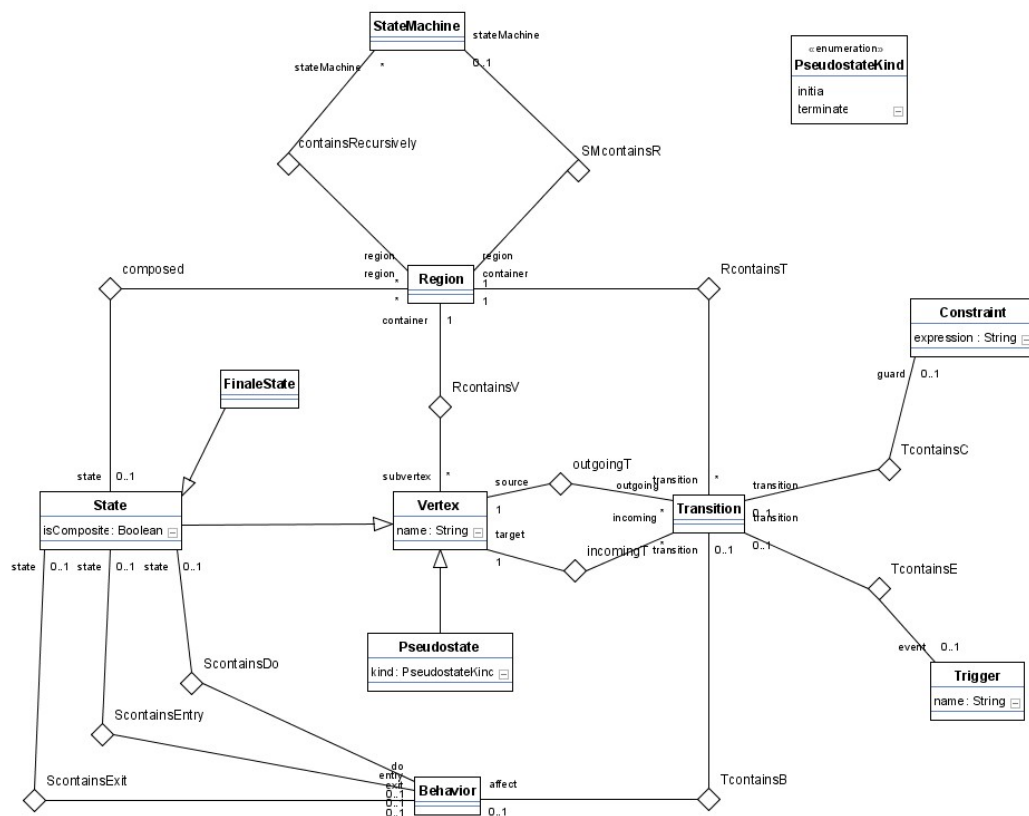 StateMachine
stateMachine
stateMachine
*
0..1
«enumeration»
PseudostateKind
initia
terminate
containsRecursively
SMcontainsR
region
region
composed
region
*
Region
container
1
RcontainsT
*
1
container
1
Constraint
expression : String
FinaleState
guard
0..1
RcontainsV
TcontainsC
outgoingT
state
0..1
subvertex
*
source
outgoing
transition
*
transition
State
isComposite: Boolean
Vertex
name: String
1
incoming
*
Transition
0..1
transition
target
*
transition
0..1
0..1
1
incomingT
state
0..1
state
0..1
state
0..1
TcontainsE
Pseudostate
kind: PseudostateKinc
event
0..1
ScontainsDo
Trigger
name: String
ScontainsEntry
ScontainsExit
do
entry
exit
0..1
0..1
0..1
Behavior
affect
0..1
TcontainsB